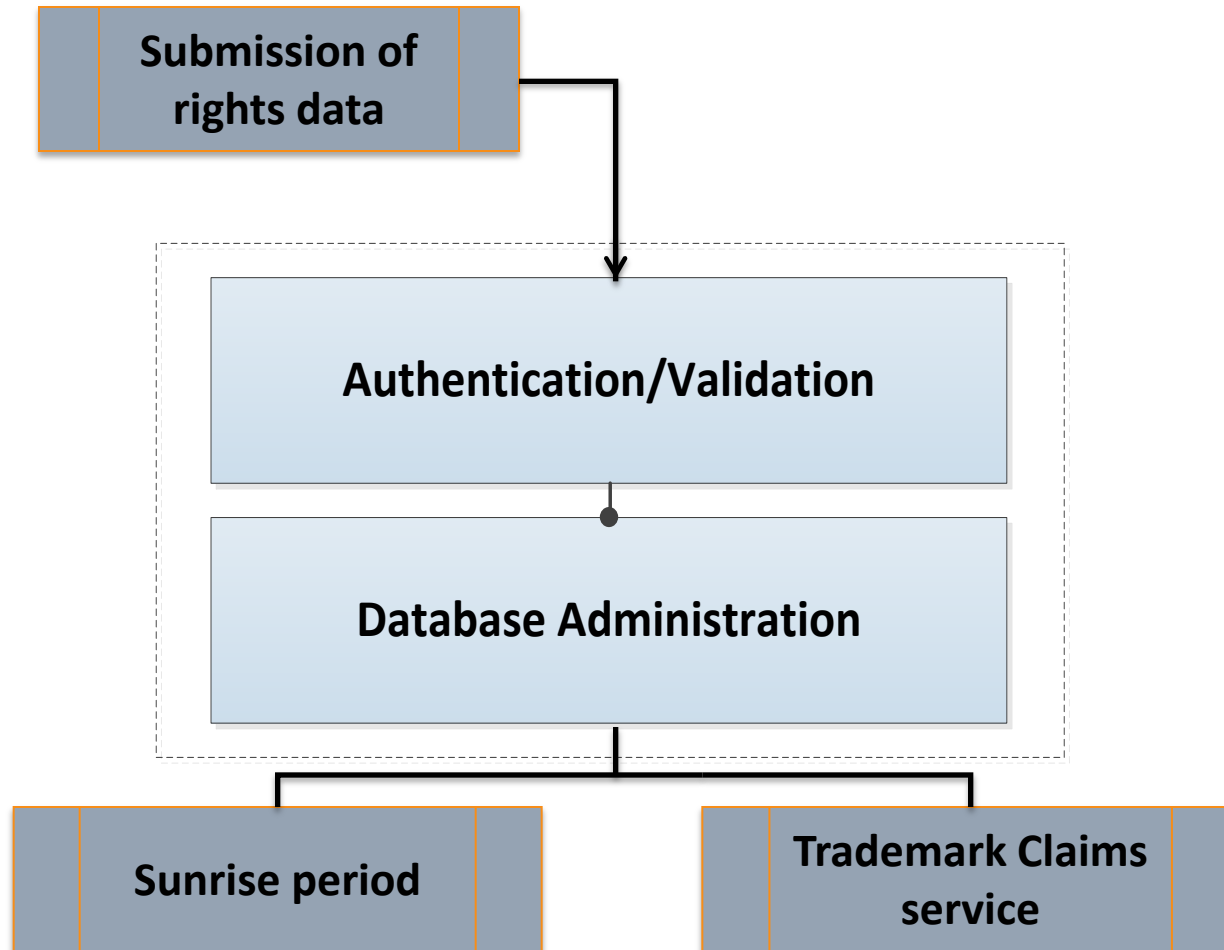 Submission of
rights data
Authentication/Validation
Database Administration
Sunrise period
Trademark Claims
service